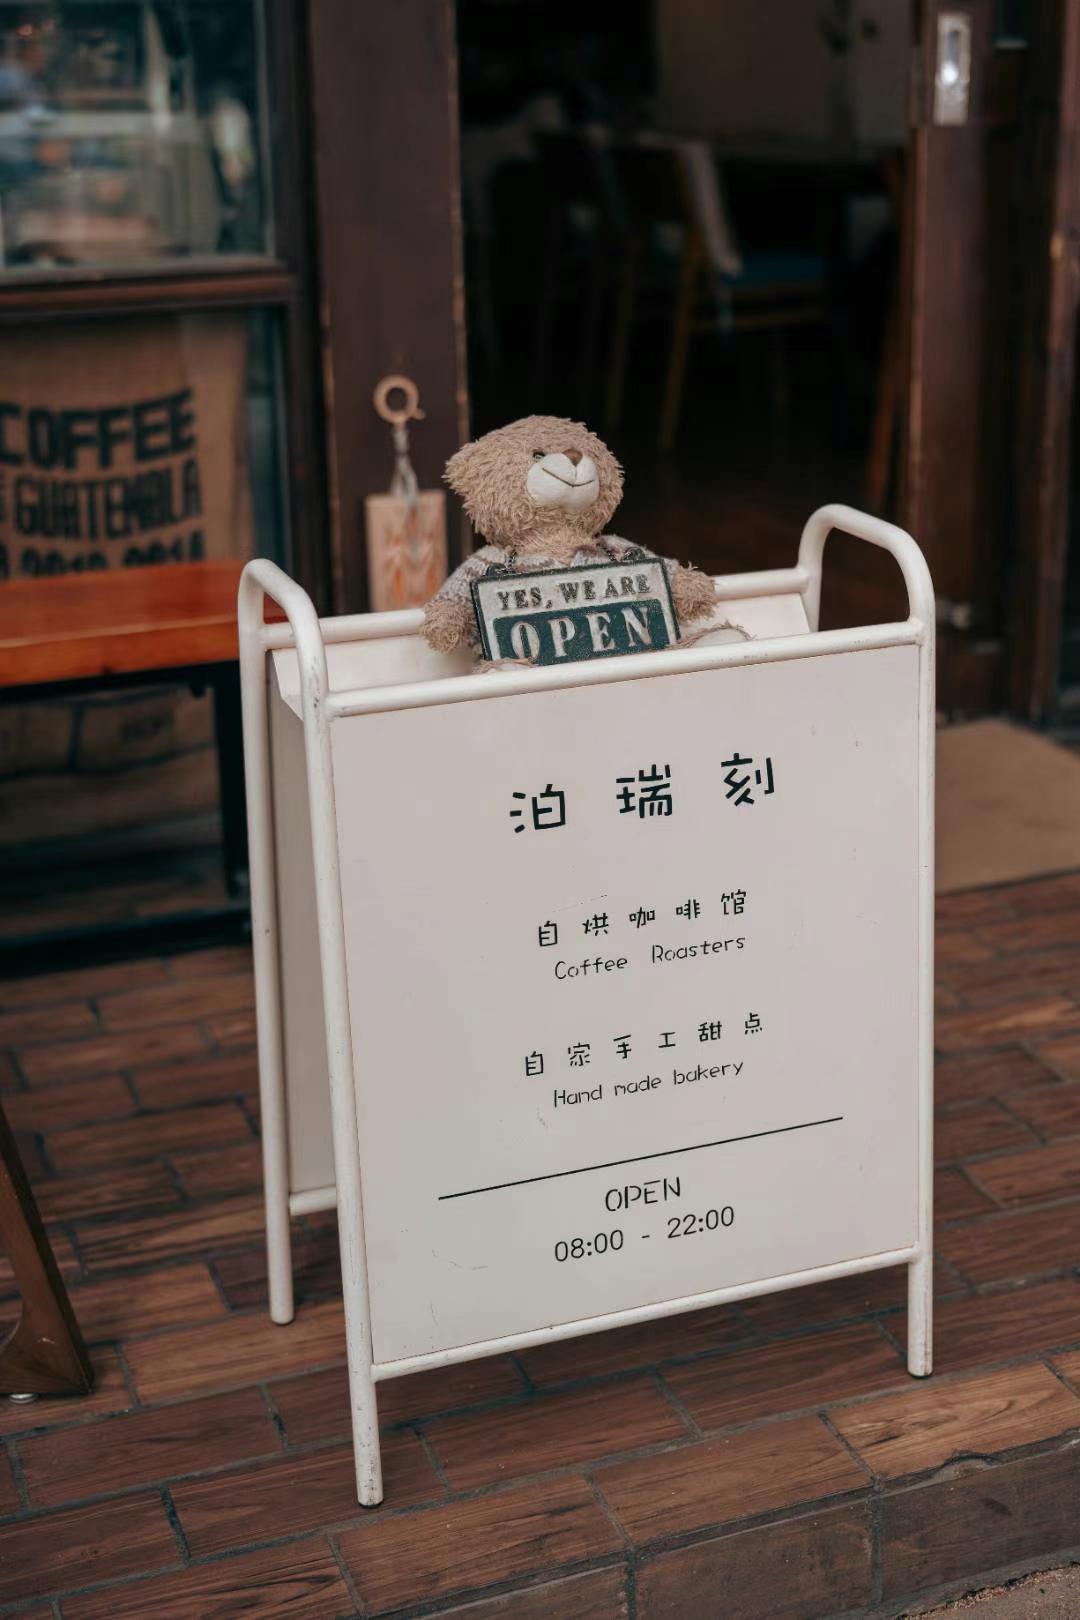 COFFEE
GUATEMALA
YES, WE ARE
OPEN
泊瑞刻
自烘咖啡馆
Coffee Roasters
自家手工甜点
Hand made bakery
OPEN
08:00 - 22:00